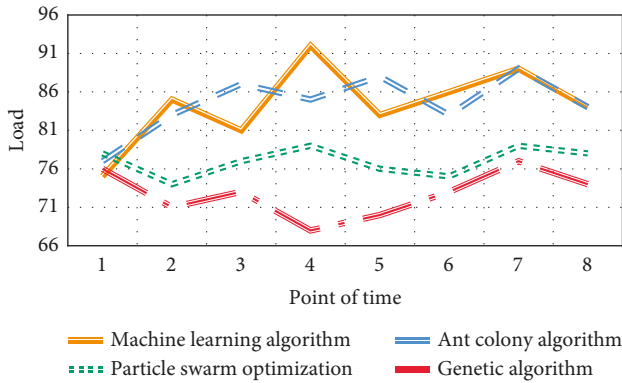 96
91
86
81
76
71
66
Load
1 2 3 4 5 6 7 8
Point of time
Machine learning algorithm Ant colony algorithm
Particle swarm optimization Genetic algorithm